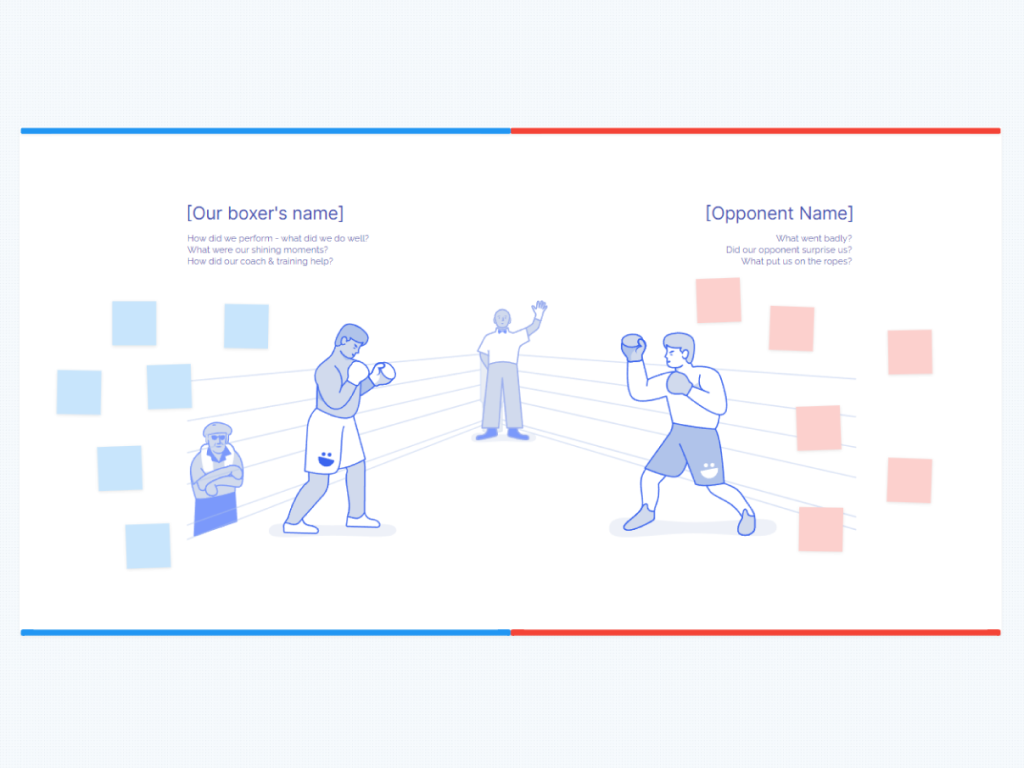 [Our boxer's name]
How did we perform - what did we do well?
What were our shining moments?
How did our coach & training help?
[Opponent Name]
What went badly?
Did our opponent surprise us?
What put us on the ropes?